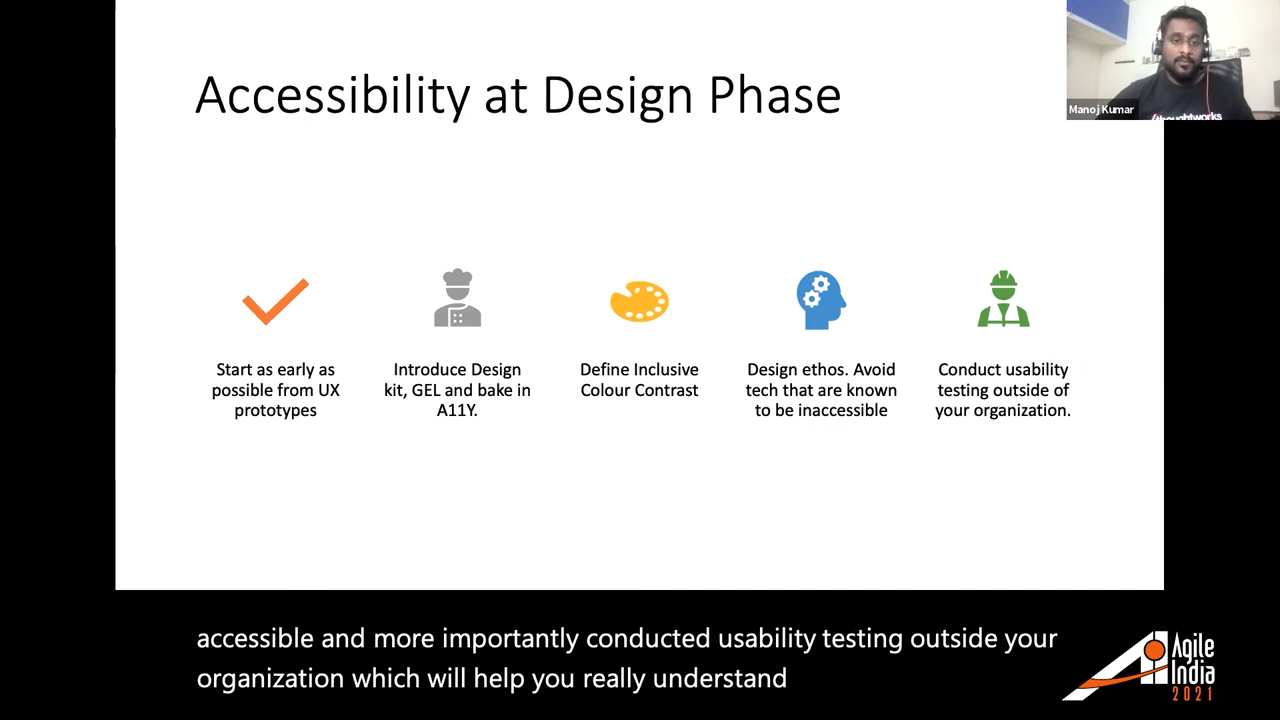 Accessibility at Design Phase
Manoj Kumar
thoughtworks
Start as early as
possible from UX
prototypes
Introduce Design
kit, GEL and bake in
A11Y.
Define Inclusive
Colour Contrast
Design ethos. Avoid
tech that are known
to be inaccessible
Conduct usability
testing outside of
your organization.
accessible and more importantly conducted usability testing outside your
organization which will help you really understand
Agile
India
2021